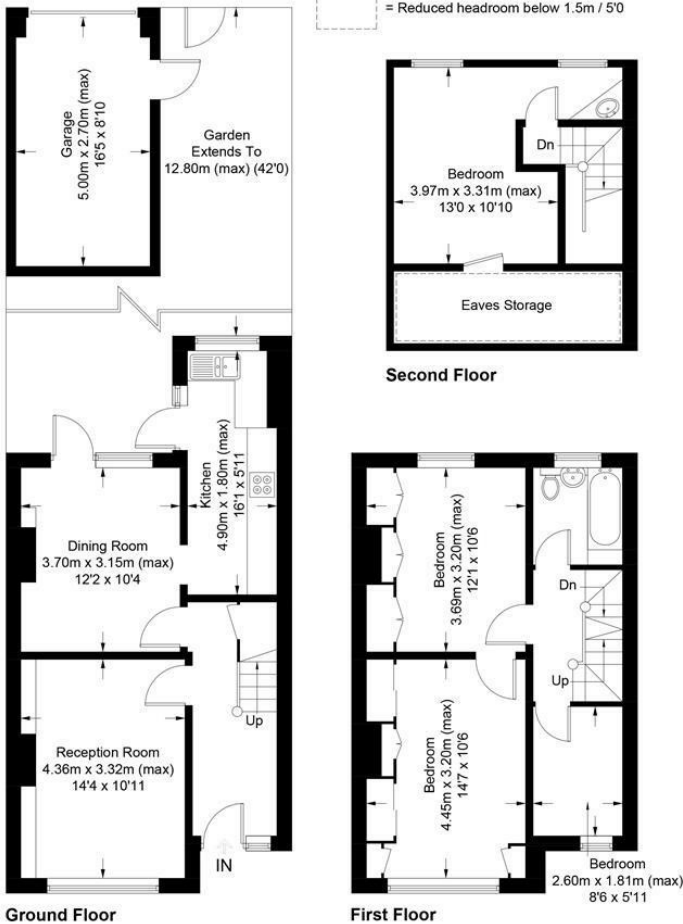 = Reduced headroom below 1.5m / 5'0
Garage
5.00m x 2.70m (max)
16'5 x 8'10
Garden
Extends To
12.80m (max) (42'0)
Dn
Bedroom
3.97m x 3.31m (max)
13'0 x 10'10
Eaves Storage
Second Floor
Kitchen
4.90m x 1.80m (max)
16'1 x 5'11
Dining Room
3.70m x 3.15m (max)
12'2 x 10'4
Up
Reception Room
4.36m x 3.32m (max)
14'4 x 10'11
IN
Ground Floor
Bedroom
3.69m x 3.20m (max)
12'1 x 10'6
Dn
Up
Bedroom
4.45m x 3.20m (max)
14'7 x 10'6
Bedroom
2.60m x 1.81m (max)
8'6 x 5'11
First Floor